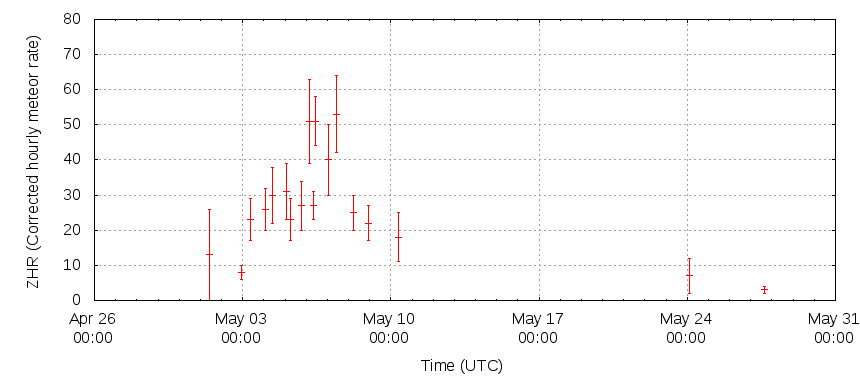 80
70
60
50
40
30
20
10
0
ZHR (Corrected hourly meteor rate)
Apr 26 May 03 May 10 May 17 May 24 May 31
00:00 00:00 00:00 00:00 00:00 00:00
Time (UTC)